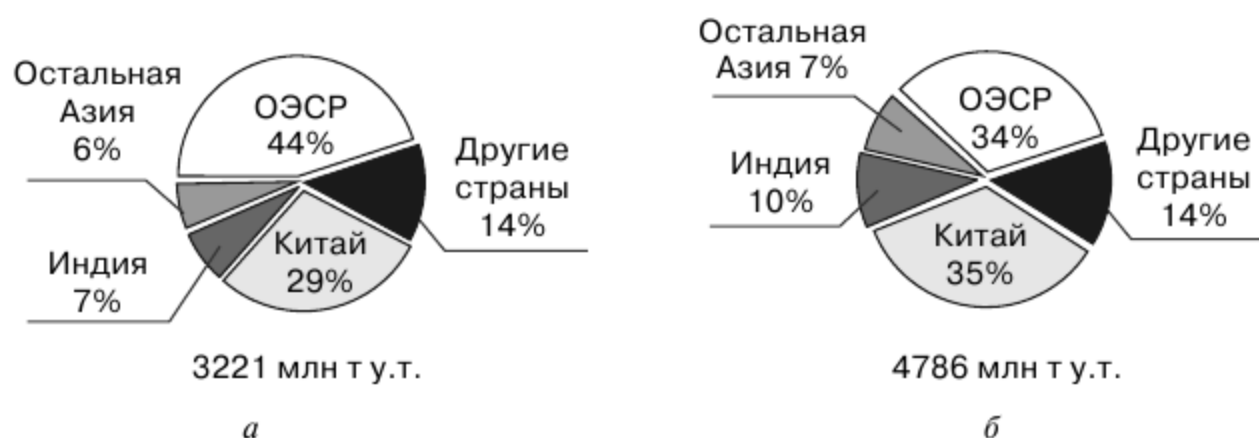 Остальная
Азия
6%
ОЭСР
44%
Другие
страны
14%
Китай
29%
Индия
7%
3221 млн т у.т.
а
Остальная
Азия 7%
ОЭСР
34%
Другие
страны
14%
Индия
10%
Китай
35%
4786 млн т у.т.
б